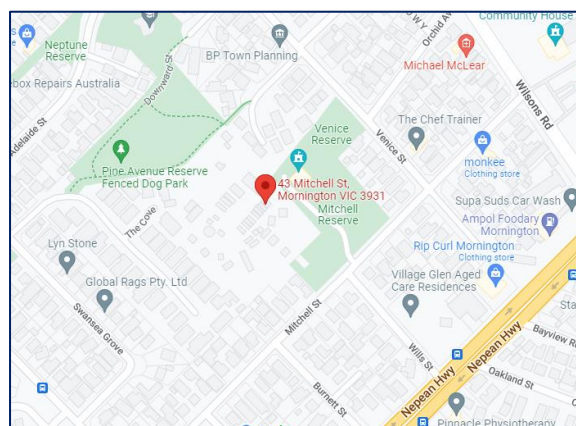 Community House
Neptune
Reserve
Orchid Av
BP Town Planning
Michael McLear
ebox Repairs Australia
Downward St
Wilsons Rd
Adelaide St
The Chef Trainer
Venice
Reserve
Venice St
monkee
Clothing store
Pine Avenue Reserve
Fenced Dog Park
43 Mitchell St,
Mornington VIC 3931
Supa Suds Car Wash
Mitchell
Reserve
Ampol Foodary
Mornington
The Cove
Lyn Stone
Rip Curl Mornington
Clothing store
Global Rags Pty. Ltd
Village Glen Aged
Care Residences
Sta
Mitchell St
Nepean Hwy
Bayview R
Swansea Grove
Wills St
Nepean Hwy
Oakland St
Burnett St
Pinnacle Physiotherapy